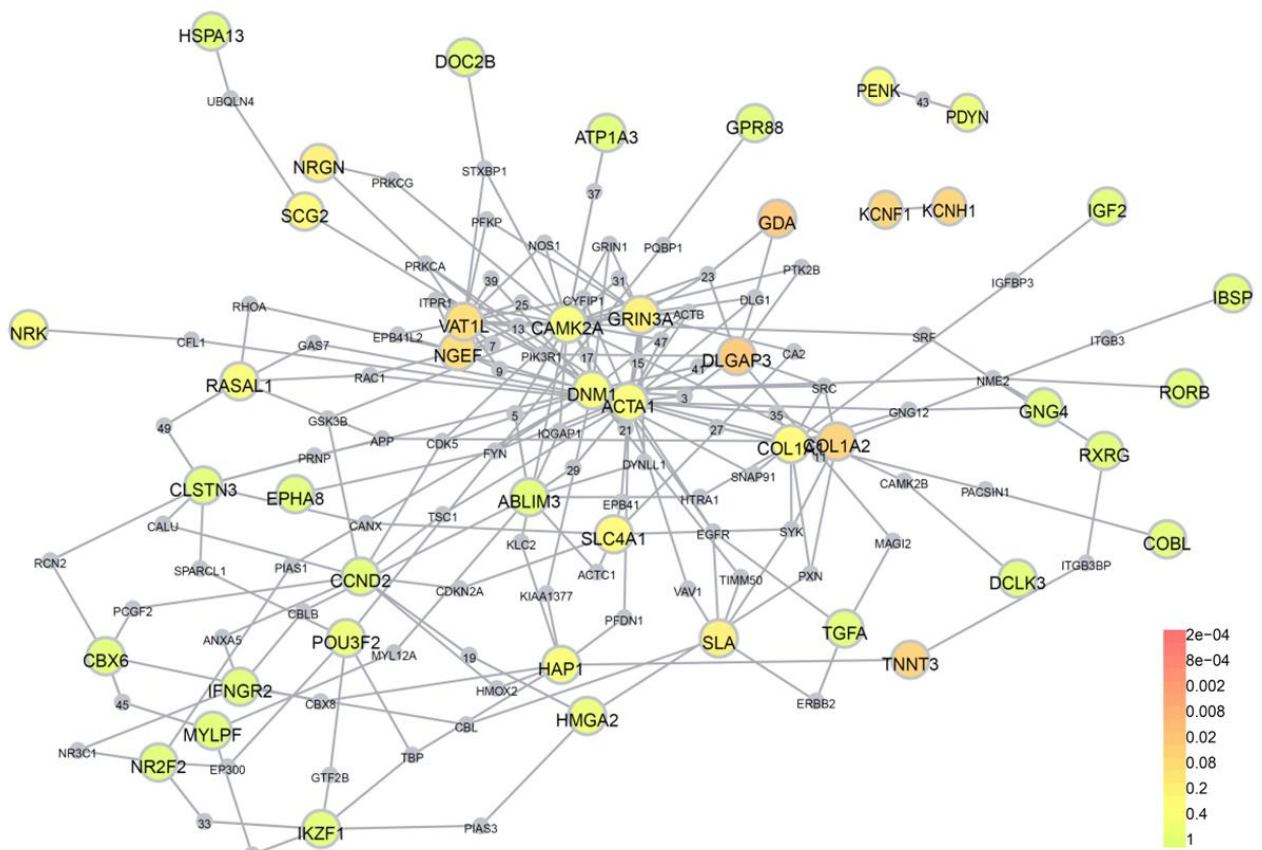 HSPA13
DOC2B
PENK
43
PDYN
UBQLN4
ATP1A3
GPR88
NRGN
STXBP1
PRKCG
37
SCG2
KCNF1
KCNH1
IGF2
GDA
PFKP
NOS1
GRIN1
PQBP1
PRKCA
39
31
23
PTK2B
IGFBP3
IBSP
RHOA
ITPR1
25
CYFIP1
DLG1
ACTB
NRK
CFL1
EPB41L2
VAT1L
13
CAMK2A
GRIN3A
SRF
ITGB3
GAS7
7
47
NGEF
PIK3R1
17
15
DLGAP3
CA2
RASAL1
RAC1
9
41
NME2
RORB
DNM1
ACTA1
3
SRC
GNG4
49
GSK3B
5
35
GNG12
APP
CDK5
IQGAP1
21
27
PRNP
FYN
COL1A1
COL1A2
11
RXRG
29
DYNLL1
SNAP91
CLSTN3
EPHA8
ABLIM3
HTRA1
CAMK2B
PACSIN1
EPB41
CALU
CANX
TSC1
SLC4A1
EGFR
SYK
MAGI2
COBL
KLC2
RCN2
SPARCL1
PIAS1
ACTC1
CCND2
TIMM50
PXN
DCLK3
ITGB3BP
CDKN2A
KIAA1377
VAV1
PCGF2
CBLB
PFDN1
ANXA5
POU3F2
SLA
TGFA
2e-04
CBX6
MYL12A
19
HAP1
TNNT3
8e-04
IFNGR2
HMOX2
0.002
45
CBX8
ERBB2
0.008
MYLPF
CBL
HMGA2
0.02
NR3C1
NR2F2
EP300
GTF2B
TBP
0.08
0.2
33
IKZF1
PIAS3
0.4
1